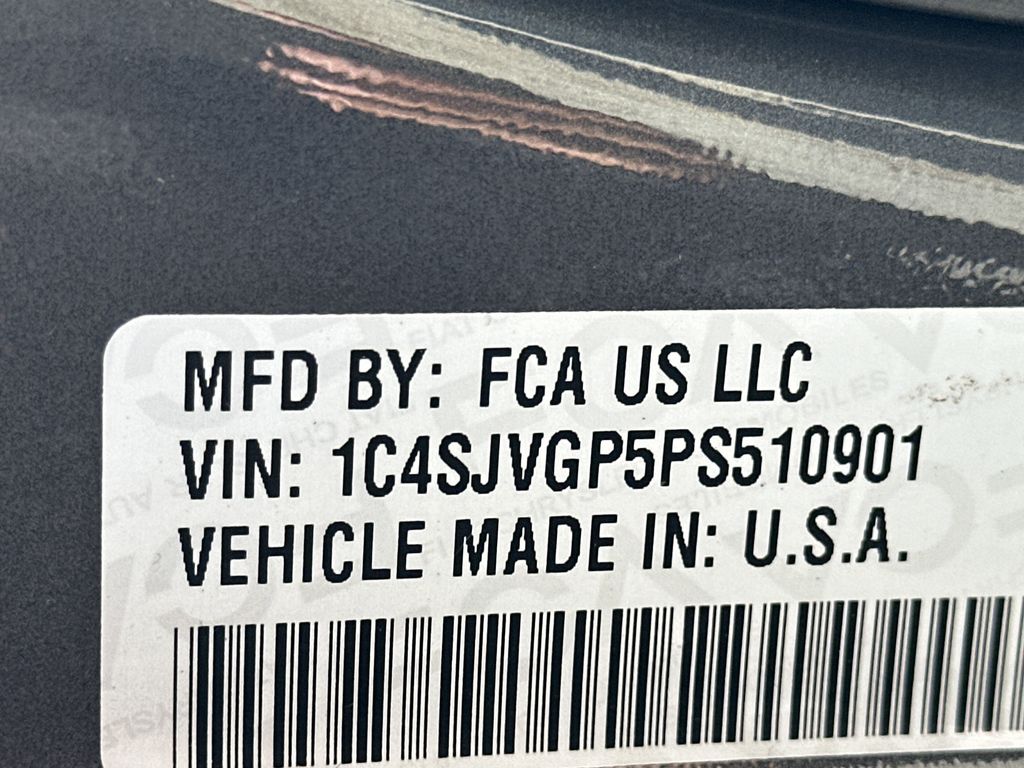 MFD BY: FCA US LLC
VIN: 1C4SJVGP5PS510901
VEHICLE MADE IN: U.S.A.